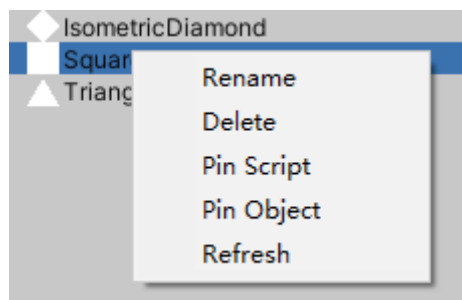 IsometricDiamond
Squar
Triang
Rename
Delete
Pin Script
Pin Object
Refresh